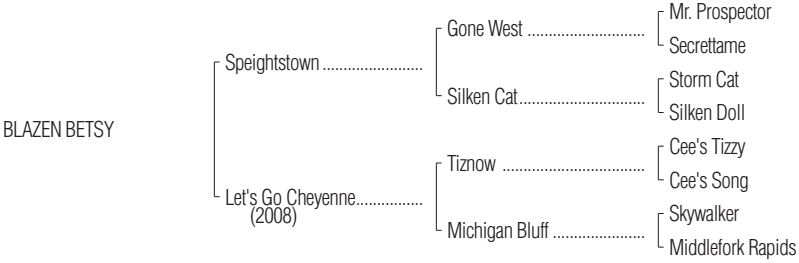 Mr. Prospector
Gone West ..............................
Secrettame
Speightstown ........................
Storm Cat
Silken Cat................................
Silken Doll
BLAZEN BETSY
Cee's Tizzy
Tiznow ....................................
Cee's Song
Let's Go Cheyenne................
(2008)
Skywalker
Michigan Bluff .......................
Middlefork Rapids